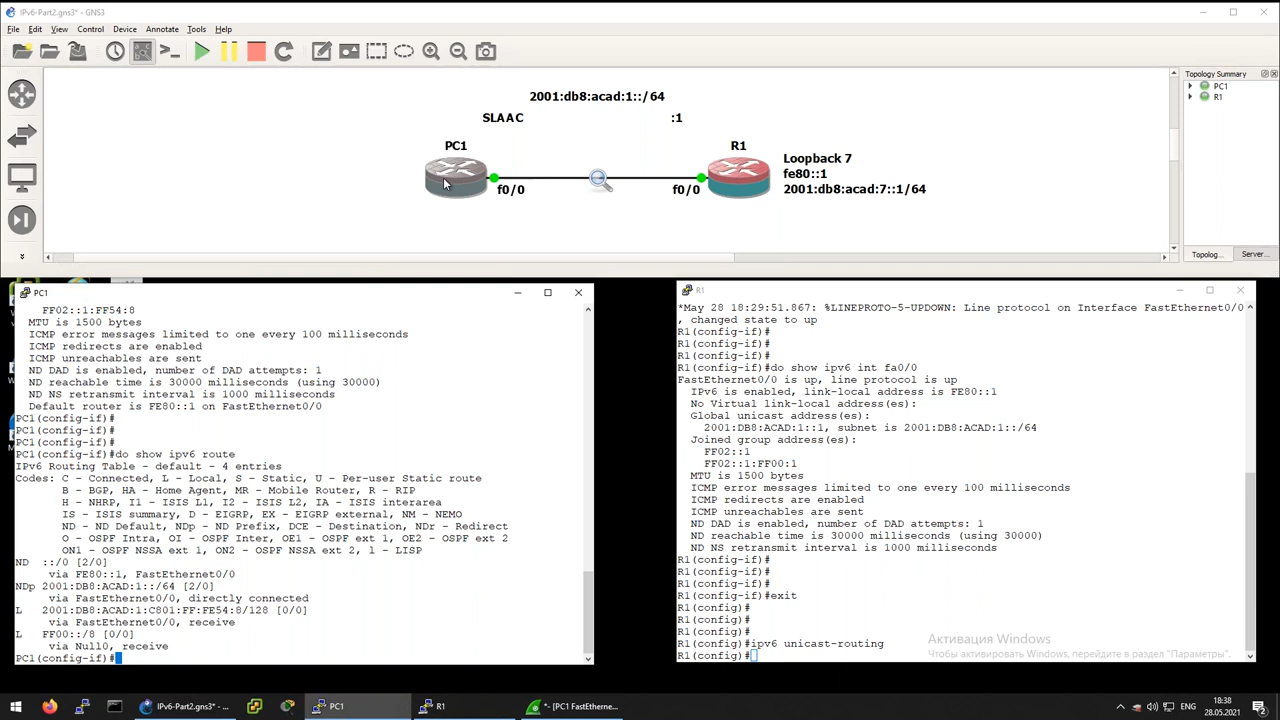 IPv6-Part2.gns3* - GNS3
File Edit View Control Device Annotate Tools Help
Topology Summary
PC1
R1
2001:db8:acad:1::/64
SLAAC :1
PC1 R1
Loopback 7
fe80::1
2001:db8:acad:7::1/64
f0/0 f0/0
Topolog... Server...
PC1
FF02::1:FF54:8
MTU is 1500 bytes
ICMP error messages limited to one every 100 milliseconds
ICMP redirects are enabled
ICMP unreachables are sent
ND DAD is enabled, number of DAD attempts: 1
ND reachable time is 30000 milliseconds (using 30000)
ND NS retransmit interval is 1000 milliseconds
Default router is FE80::1 on FastEthernet0/0
PC1(config-if)#
PC1(config-if)#
PC1(config-if)#
PC1(config-if)#do show ipv6 route
IPv6 Routing Table - default - 4 entries
Codes: C - Connected, L - Local, S - Static, U - Per-user Static route
B - BGP, HA - Home Agent, MR - Mobile Router, R - RIP
H - NHRP, I1 - ISIS L1, I2 - ISIS L2, IA - ISIS interarea
IS - ISIS summary, D - EIGRP, EX - EIGRP external, NM - NEMO
ND - ND Default, NDp - ND Prefix, DCE - Destination, NDr - Redirect
O - OSPF Intra, OI - OSPF Inter, OE1 - OSPF ext 1, OE2 - OSPF ext 2
ON1 - OSPF NSSA ext 1, ON2 - OSPF NSSA ext 2, l - LISP
ND ::/0 [2/0]
via FE80::1, FastEthernet0/0
NDp 2001:DB8:ACAD:1::/64 [2/0]
via FastEthernet0/0, directly connected
L 2001:DB8:ACAD:1:C801:FF:FE54:8/128 [0/0]
via FastEthernet0/0, receive
L FF00::/8 [0/0]
via Null0, receive
PC1(config-if)#
R1
*May 28 18:29:51.867: %LINEPROTO-5-UPDOWN: Line protocol on Interface FastEthernet0/0
, changed state to up
R1(config-if)#
R1(config-if)#
R1(config-if)#
R1(config-if)#do show ipv6 int fa0/0
FastEthernet0/0 is up, line protocol is up
IPv6 is enabled, link-local address is FE80::1
No Virtual link-local address(es):
Global unicast address(es):
2001:DB8:ACAD:1::1, subnet is 2001:DB8:ACAD:1::/64
Joined group address(es):
FF02::1
FF02::1:FF00:1
MTU is 1500 bytes
ICMP error messages limited to one every 100 milliseconds
ICMP redirects are enabled
ICMP unreachables are sent
ND DAD is enabled, number of DAD attempts: 1
ND reachable time is 30000 milliseconds (using 30000)
ND NS retransmit interval is 1000 milliseconds
R1(config-if)#
R1(config-if)#
R1(config-if)#
R1(config-if)#exit
R1(config)#
R1(config)#
R1(config)#
R1(config)#ipv6 unicast-routing
R1(config)#
Активация Windows
Чтобы активировать Windows, перейдите в раздел "Параметры".
IPv6-Part2.gns3* - ...
PC1
R1
*- [PC1 FastEtherne...
18:38
28.05.2021
2